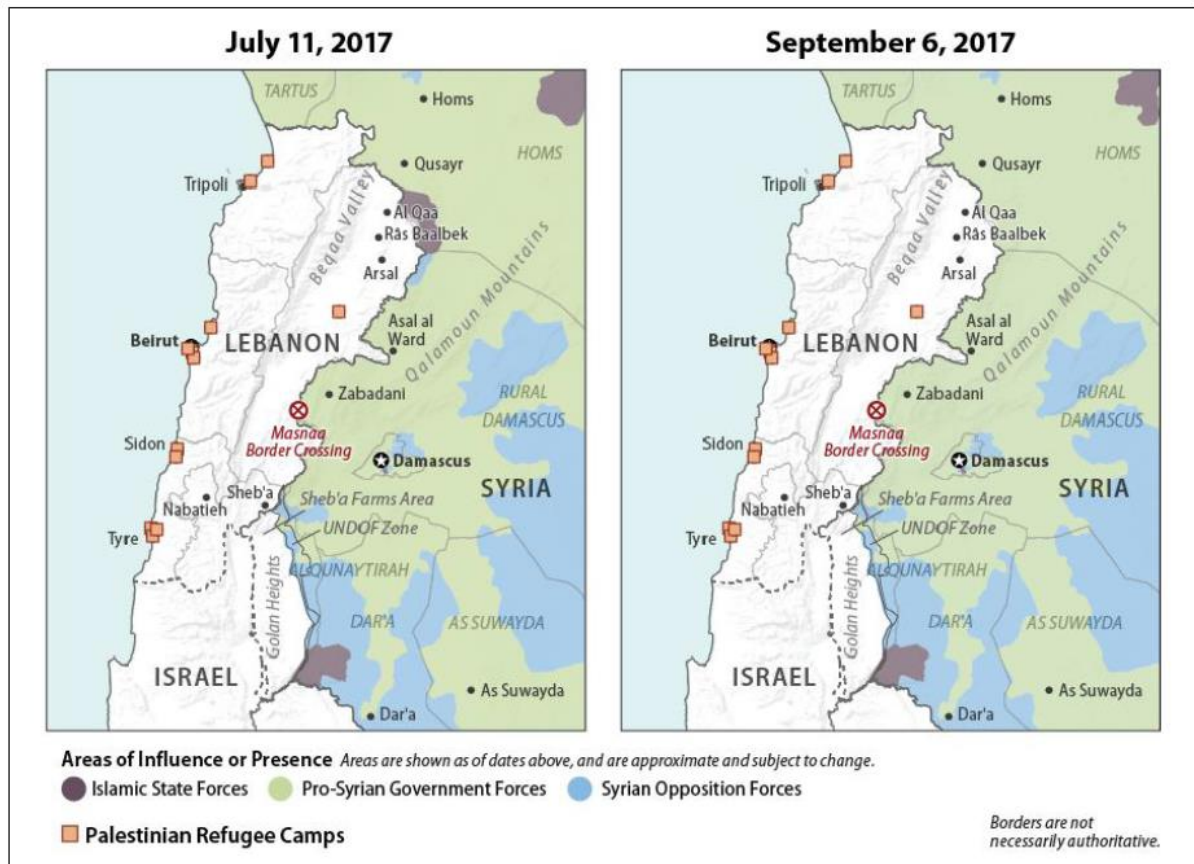 July 11, 2017
TARTUS
Homs
HOMS
Qusayr
Tripoli
Beqaa Valley
Al Qaa
Râs Baalbek
Arsal
Qalamoun Mountains
Beirut
LEBANON
Asal al
Ward
Zabadani
RURAL
DAMASCUS
Masnaa
Border Crossing
Sidon
Damascus
SYRIA
Sheb'a
Sheb'a Farms Area
Nabatieh
UNDOF Zone
Tyre
AL QUNAYTIRAH
Golan Heights
DAR'A
AS SUWAYDA
ISRAEL
As Suwayda
Dar'a
September 6, 2017
TARTUS
Homs
HOMS
Qusayr
Tripoli
Beqaa Valley
Al Qaa
Râs Baalbek
Arsal
Qalamoun Mountains
Beirut
LEBANON
Asal al
Ward
Zabadani
RURAL
DAMASCUS
Masnaa
Border Crossing
Sidon
Damascus
SYRIA
Sheb'a
Sheb'a Farms Area
Nabatieh
UNDOF Zone
Tyre
AL QUNAYTIRAH
Golan Heights
DAR'A
AS SUWAYDA
ISRAEL
As Suwayda
Dar'a
Areas of Influence or Presence Areas are shown as of dates above, and are approximate and subject to change.
Islamic State Forces Pro-Syrian Government Forces Syrian Opposition Forces
Palestinian Refugee Camps
Borders are not
necessarily authoritative.